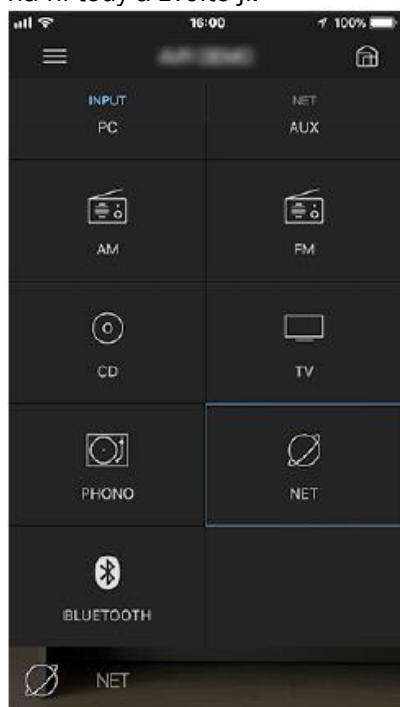 16:00
100%
INPUT
NET
PC
AUX
AM
FM
CD
TV
PHONO
NET
BLUETOOTH
NET